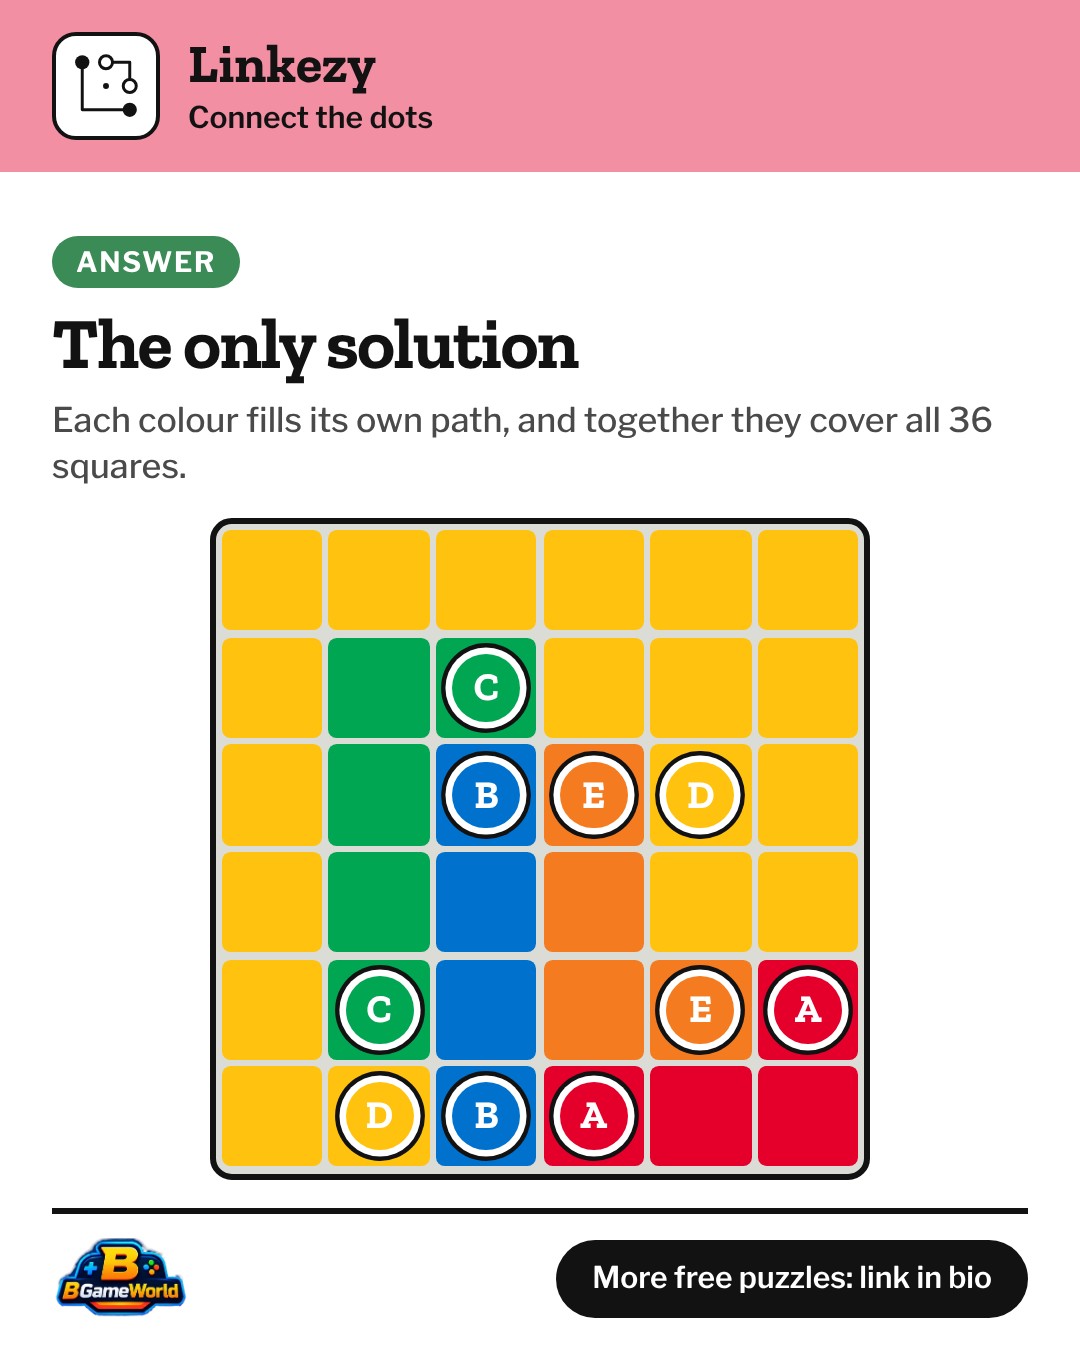 Linkezy
Connect the dots
ANSWER
The only solution
Each colour fills its own path, and together they cover all 36
squares.
C
B E D
C E A
D B A
B
BGameWorld
More free puzzles: link in bio